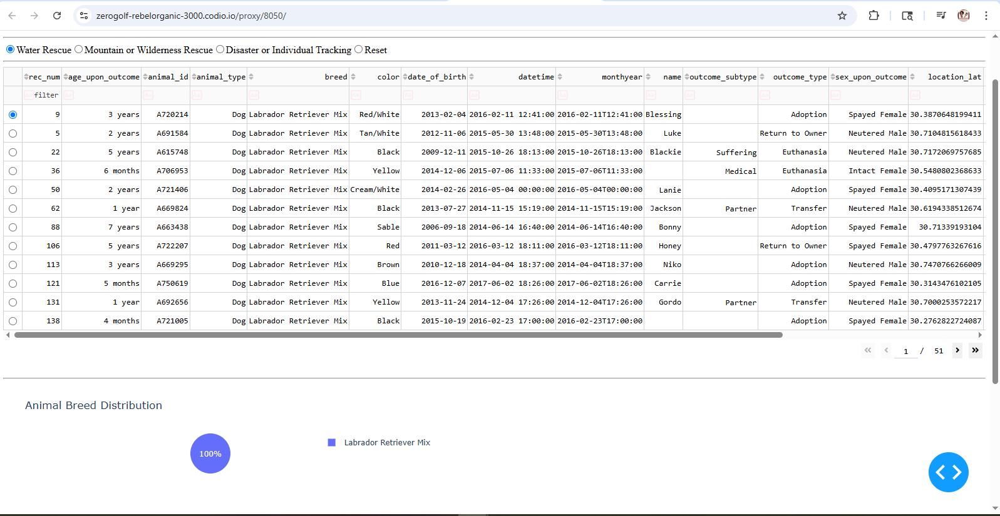 zerogolf-rebelorganic-3000.codio.io/proxy/8050/
Water Rescue Mountain or Wilderness Rescue Disaster or Individual Tracking Reset
rec_num age_upon_outcome animal_id animal_type breed color date_of_birth datetime monthyear name outcome_subtype outcome_type sex_upon_outcome location_lat
Aa filter Aa Aa Aa Aa Aa Aa Aa Aa Aa Aa Aa Aa Aa
9 3 years A720214 Dog Labrador Retriever Mix Red/White 2013-02-04 2016-02-11 12:41:00 2016-02-11T12:41:00 Blessing Adoption Spayed Female 30.3870648199411
5 2 years A691584 Dog Labrador Retriever Mix Tan/White 2012-11-06 2015-05-30 13:48:00 2015-05-30T13:48:00 Luke Return to Owner Neutered Male 30.7104815618433
22 5 years A615748 Dog Labrador Retriever Mix Black 2009-12-11 2015-10-26 18:13:00 2015-10-26T18:13:00 Blackie Suffering Euthanasia Neutered Male 30.7172069757685
36 6 months A706953 Dog Labrador Retriever Mix Yellow 2014-12-06 2015-07-06 11:33:00 2015-07-06T11:33:00 Medical Euthanasia Intact Female 30.5480802368633
50 2 years A721406 Dog Labrador Retriever Mix Cream/White 2014-02-26 2016-05-04 00:00:00 2016-05-04T00:00:00 Lanie Adoption Spayed Female 30.4095171307439
62 1 year A669824 Dog Labrador Retriever Mix Black 2013-07-27 2014-11-15 15:19:00 2014-11-15T15:19:00 Jackson Partner Transfer Neutered Male 30.6194338512674
88 7 years A663438 Dog Labrador Retriever Mix Sable 2006-09-18 2014-06-14 16:40:00 2014-06-14T16:40:00 Bonny Adoption Spayed Female 30.71339193104
106 5 years A722207 Dog Labrador Retriever Mix Red 2011-03-12 2016-03-12 18:11:00 2016-03-12T18:11:00 Honey Return to Owner Spayed Female 30.4797763267616
113 3 years A669295 Dog Labrador Retriever Mix Brown 2010-12-18 2014-04-04 18:37:00 2014-04-04T18:37:00 Niko Adoption Neutered Male 30.7470766266009
121 5 months A750619 Dog Labrador Retriever Mix Blue 2016-12-07 2017-06-02 18:26:00 2017-06-02T18:26:00 Carrie Adoption Spayed Female 30.3143476102105
131 1 year A692656 Dog Labrador Retriever Mix Yellow 2013-11-24 2014-12-04 17:26:00 2014-12-04T17:26:00 Gordo Partner Transfer Neutered Male 30.7000253572217
138 4 months A721005 Dog Labrador Retriever Mix Black 2015-10-19 2016-02-23 17:00:00 2016-02-23T17:00:00 Adoption Spayed Female 30.2762822724087
1 / 51
Animal Breed Distribution
Labrador Retriever Mix
100%